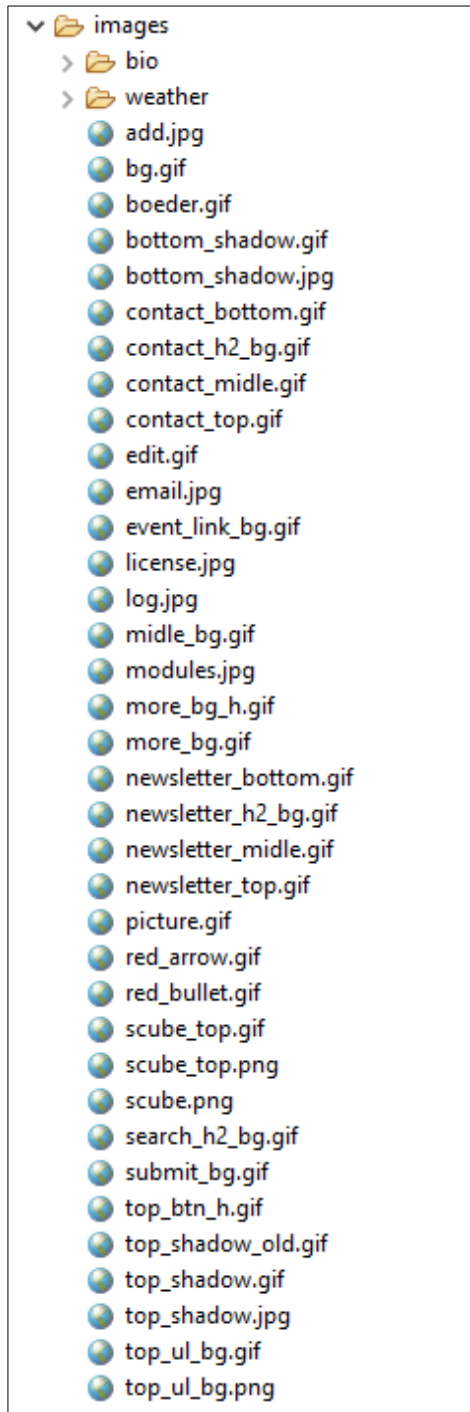 images
bio
weather
add.jpg
bg.gif
boeder.gif
bottom_shadow.gif
bottom_shadow.jpg
contact_bottom.gif
contact_h2_bg.gif
contact_midle.gif
contact_top.gif
edit.gif
email.jpg
event_link_bg.gif
license.jpg
log.jpg
midle_bg.gif
modules.jpg
more_bg_h.gif
more_bg.gif
newsletter_bottom.gif
newsletter_h2_bg.gif
newsletter_midle.gif
newsletter_top.gif
picture.gif
red_arrow.gif
red_bullet.gif
scube_top.gif
scube_top.png
scube.png
search_h2_bg.gif
submit_bg.gif
top_btn_h.gif
top_shadow_old.gif
top_shadow.gif
top_shadow.jpg
top_ul_bg.gif
top_ul_bg.png